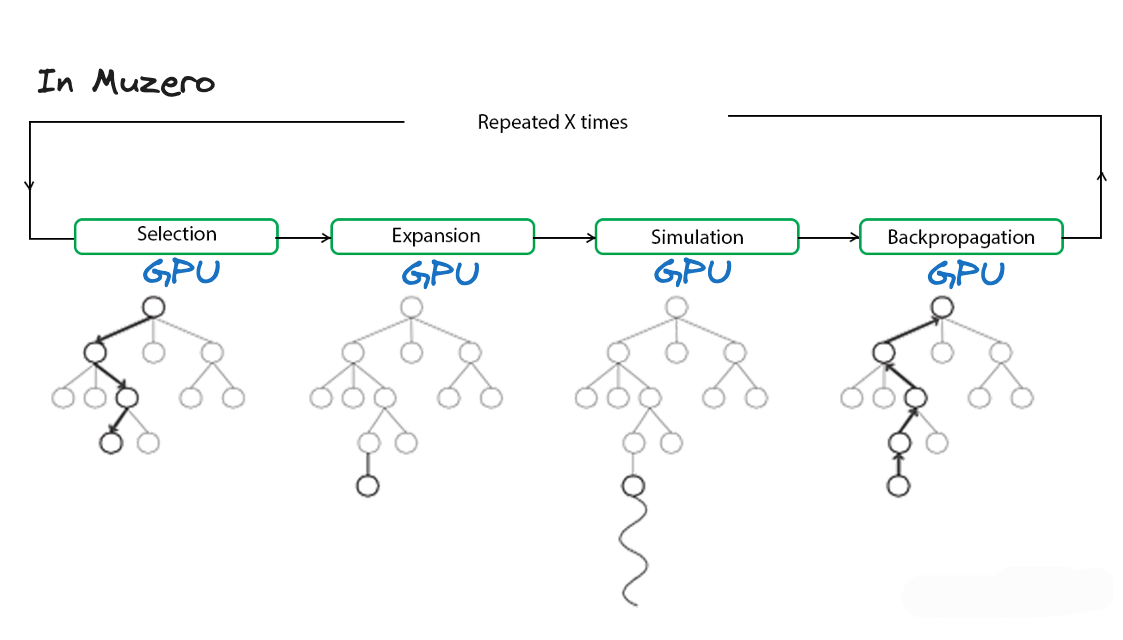 In Muzero
Repeated X times
Selection
Expansion
Simulation
Backpropagation
GPU
GPU
GPU
GPU